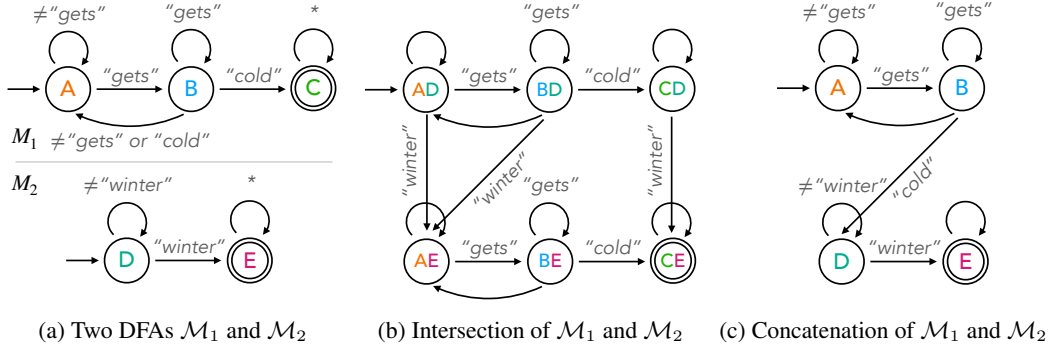 ≠“gets”
“gets”
*
A
“gets”
B
“cold”
C
M1
≠“gets” or “cold”
M2
≠“winter”
*
D
“winter”
E
(a) Two DFAs M1 and M2
“gets”
AD
“gets”
BD
“cold”
CD
“winter”
“winter”
“winter”
“gets”
AE
“gets”
BE
“cold”
CE
(b) Intersection of M1 and M2
≠“gets”
“gets”
A
“gets”
B
≠“winter”
“cold”
*
D
“winter”
E
(c) Concatenation of M1 and M2